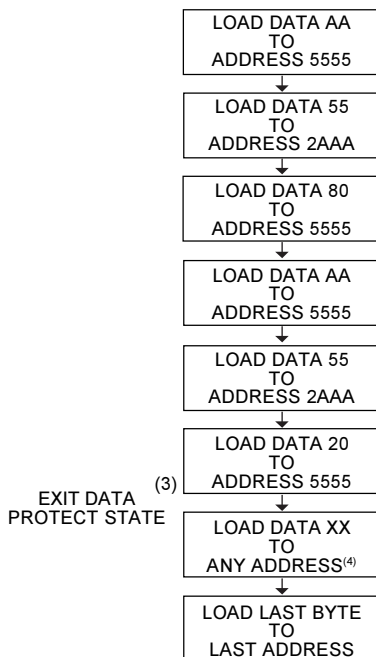 LOAD DATA AA
TO
ADDRESS 5555
LOAD DATA 55
TO
ADDRESS 2AAA
LOAD DATA 80
TO
ADDRESS 5555
LOAD DATA AA
TO
ADDRESS 5555
LOAD DATA 55
TO
ADDRESS 2AAA
LOAD DATA 20
TO
ADDRESS 5555
EXIT DATA (3)
PROTECT STATE
LOAD DATA XX
TO
ANY ADDRESS(4)
LOAD LAST BYTE
TO
LAST ADDRESS